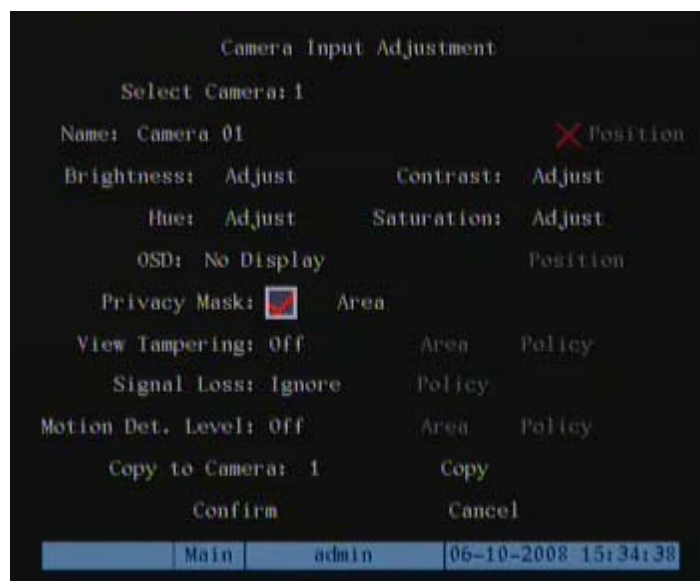 Camera Input Adjustment
Select Camera: 1
Name: Camera 01 Position
Brightness: Adjust Contrast: Adjust
Hue: Adjust Saturation: Adjust
OSD: No Display Position
Privacy Mask: Area
View Tampering: Off Area Policy
Signal Loss: Ignore Policy
Motion Det. Level: Off Area Policy
Copy to Camera: 1 Copy
Confirm Cancel
Main admin 06-10-2008 15:34:38